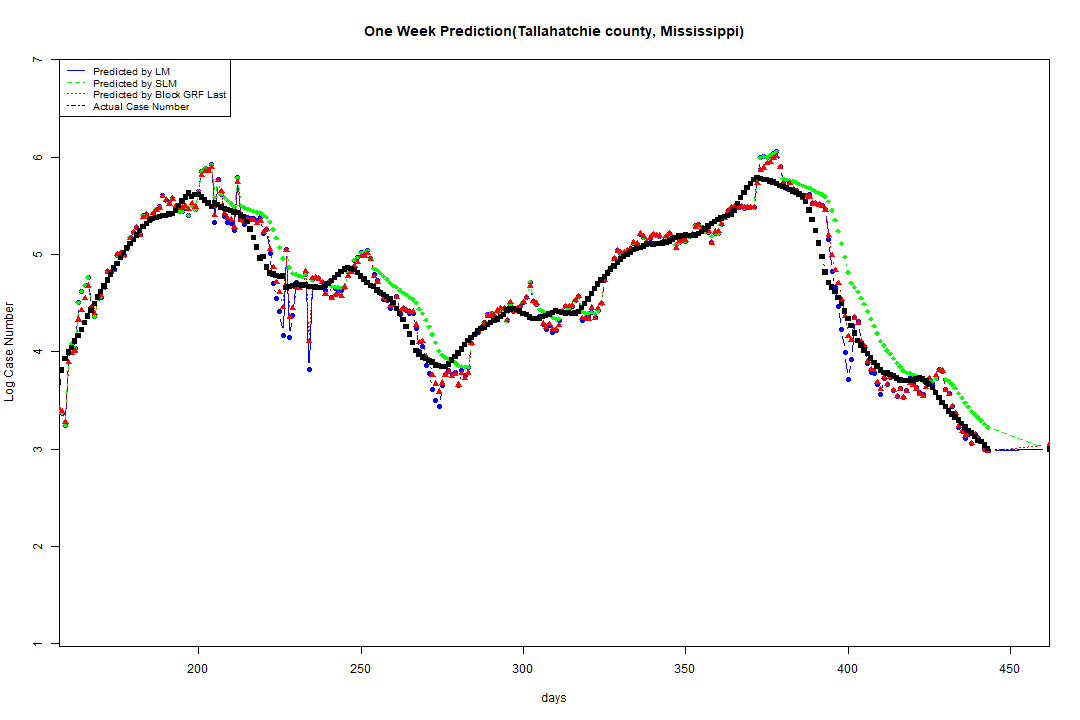 One Week Prediction(Tallahatchie county, Mississippi)
7
Predicted by LM
Predicted by SLM
Predicted by Block GRF Last
Actual Case Number
6
5
4
3
2
1
Log Case Number
200 250 300 350 400 450
days